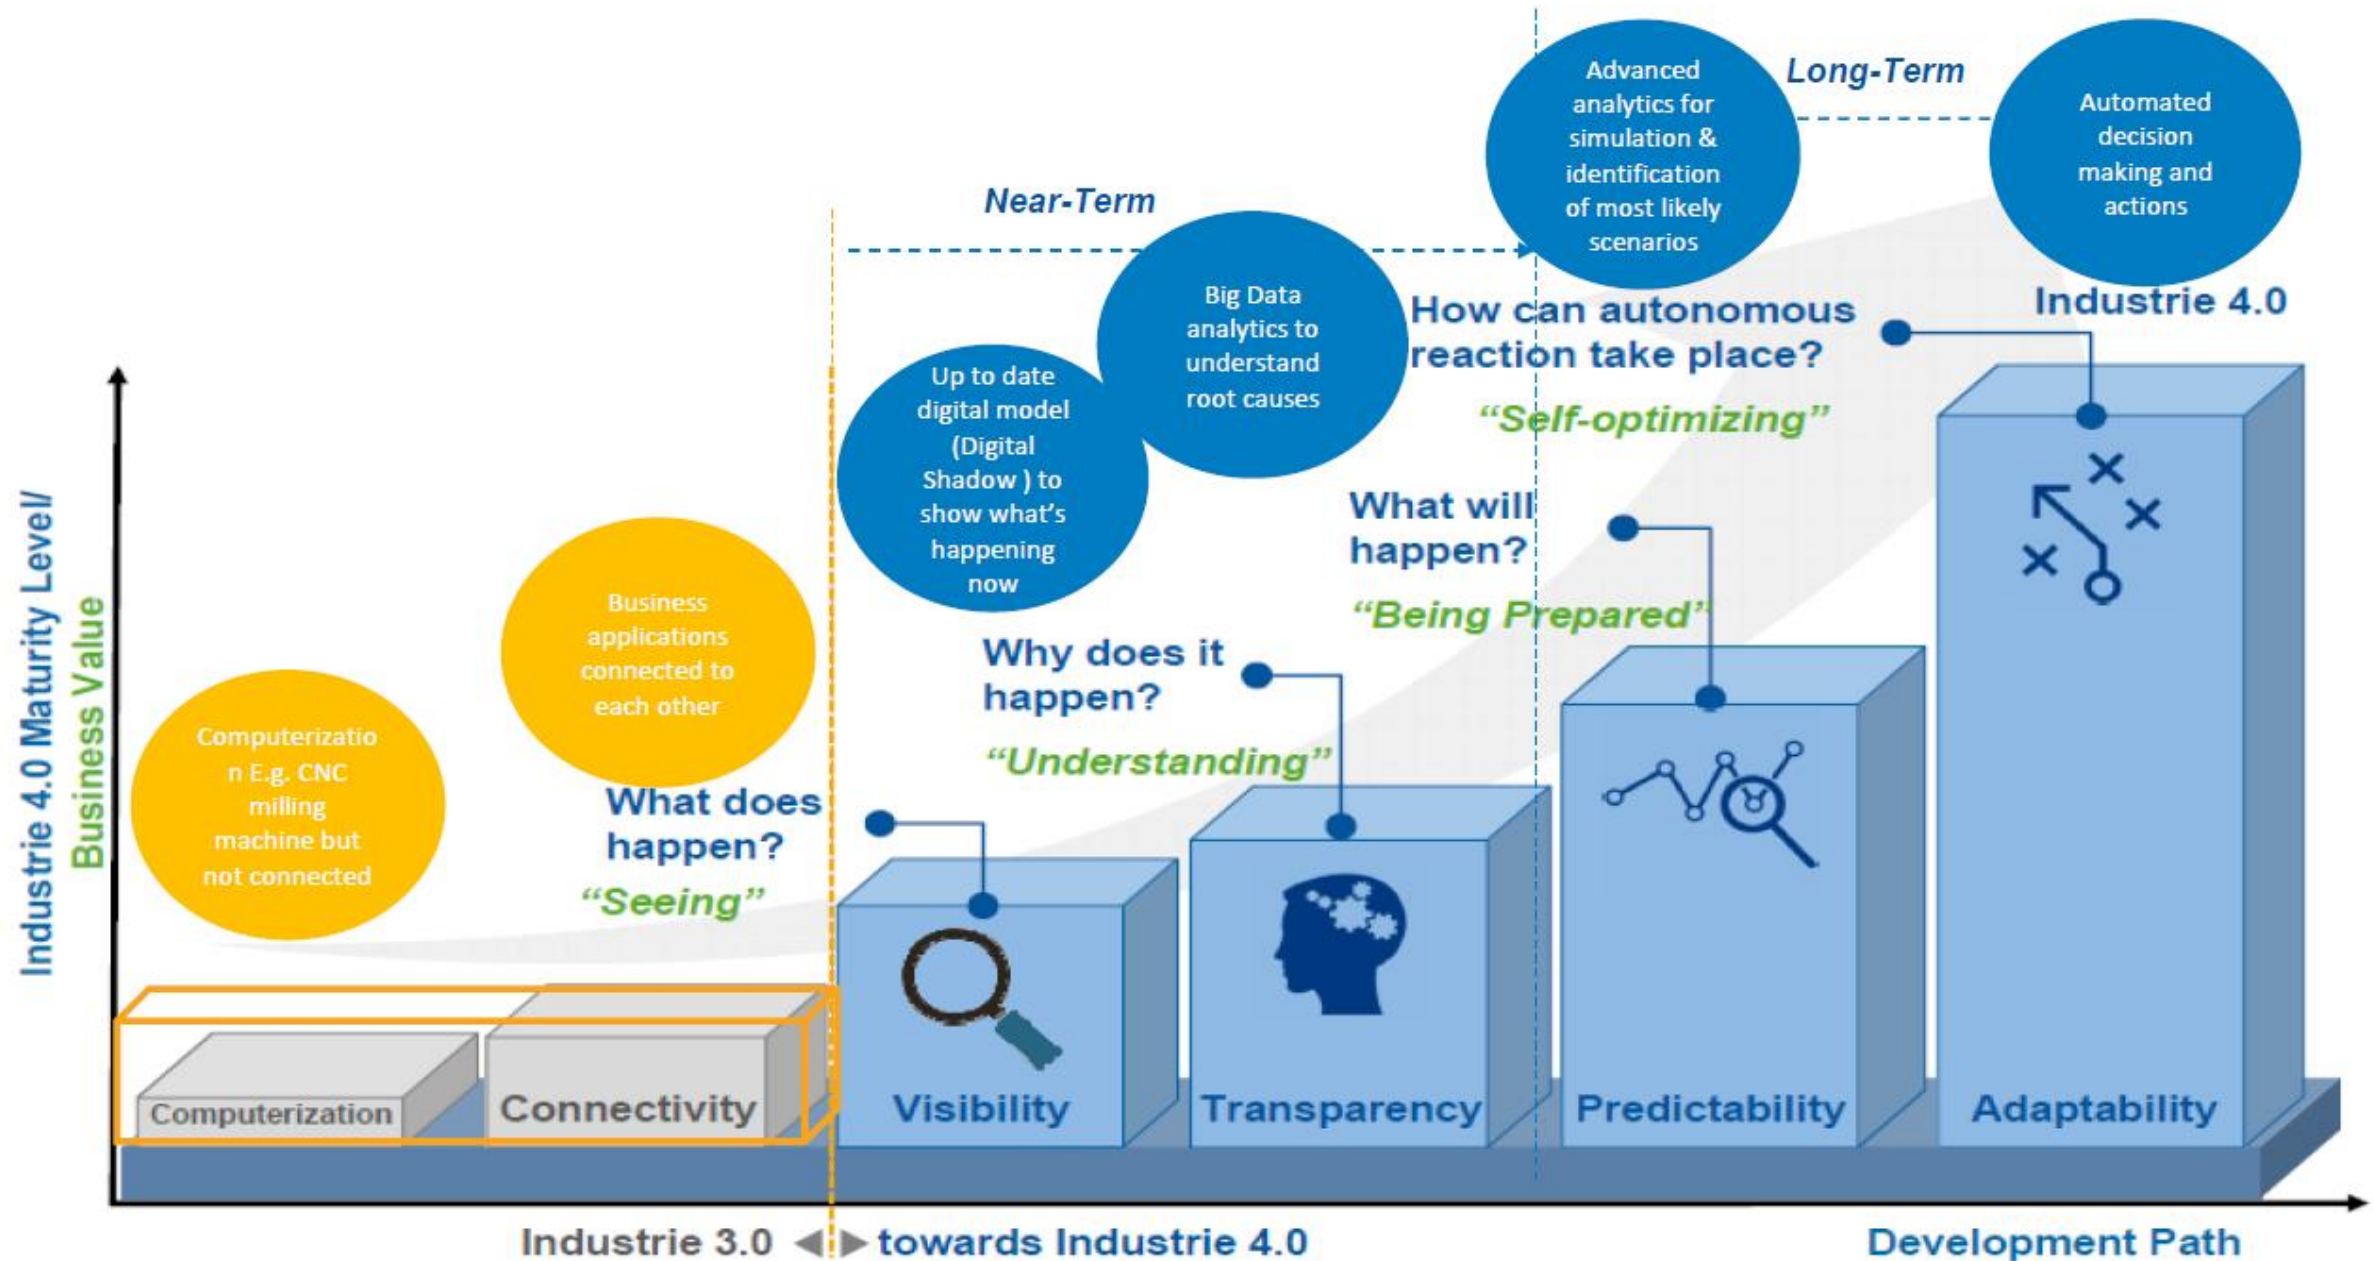 Industrie 4.0 Maturity Level/
Business Value
Computerizatio
n E.g. CNC
milling
machine but
not connected
Business
applications
connected to
each other
Up to date
digital model
(Digital
Shadow ) to
show what's
happening
now
Big Data
analytics to
understand
root causes
Advanced
analytics for
simulation &
identification
of most likely
scenarios
Automated
decision
making and
actions
Near-Term
Long-Term
What does
happen?
"Seeing"
Why does it
happen?
"Understanding"
What will
happen?
"Being Prepared"
How can autonomous
reaction take place?
"Self-optimizing"
Industrie 4.0
Computerization
Connectivity
Visibility
Transparency
Predictability
Adaptability
Industrie 3.0
towards Industrie 4.0
Development Path